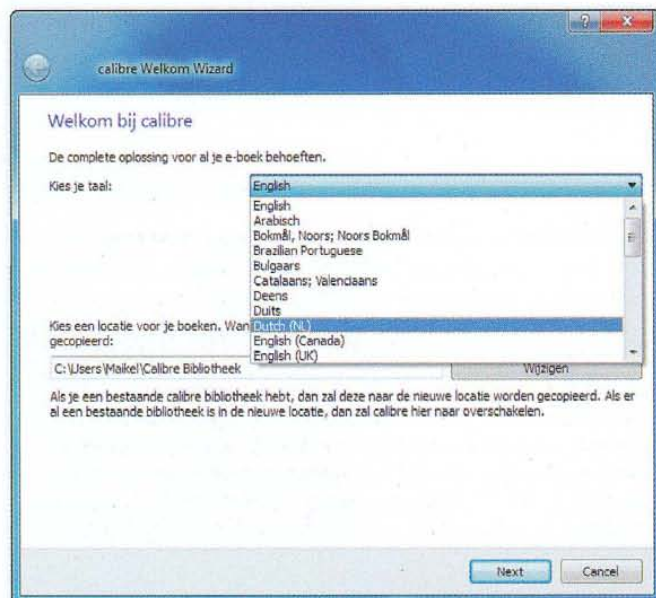 calibre Welkom Wizard
Welkom bij calibre
De complete oplossing voor al je e-boek behoeften.
Kies je taal:
English
English
Arabisch
Bokmål, Noors; Noors Bokmål
Brazilian Portuguese
Bulgaars
Catalaans; Valenciaans
Deens
Duits
Dutch (NL)
English (Canada)
English (UK)
Kies een locatie voor je boeken. Wan
gecopieerd:
C:\Users\Maikel\Calibre Bibliotheek
Wijzigen
Als je een bestaande calibre bibliotheek hebt, dan zal deze naar de nieuwe locatie worden gecopieerd. Als er
al een bestaande bibliotheek is in de nieuwe locatie, dan zal calibre hier naar overschakelen.
Next
Cancel